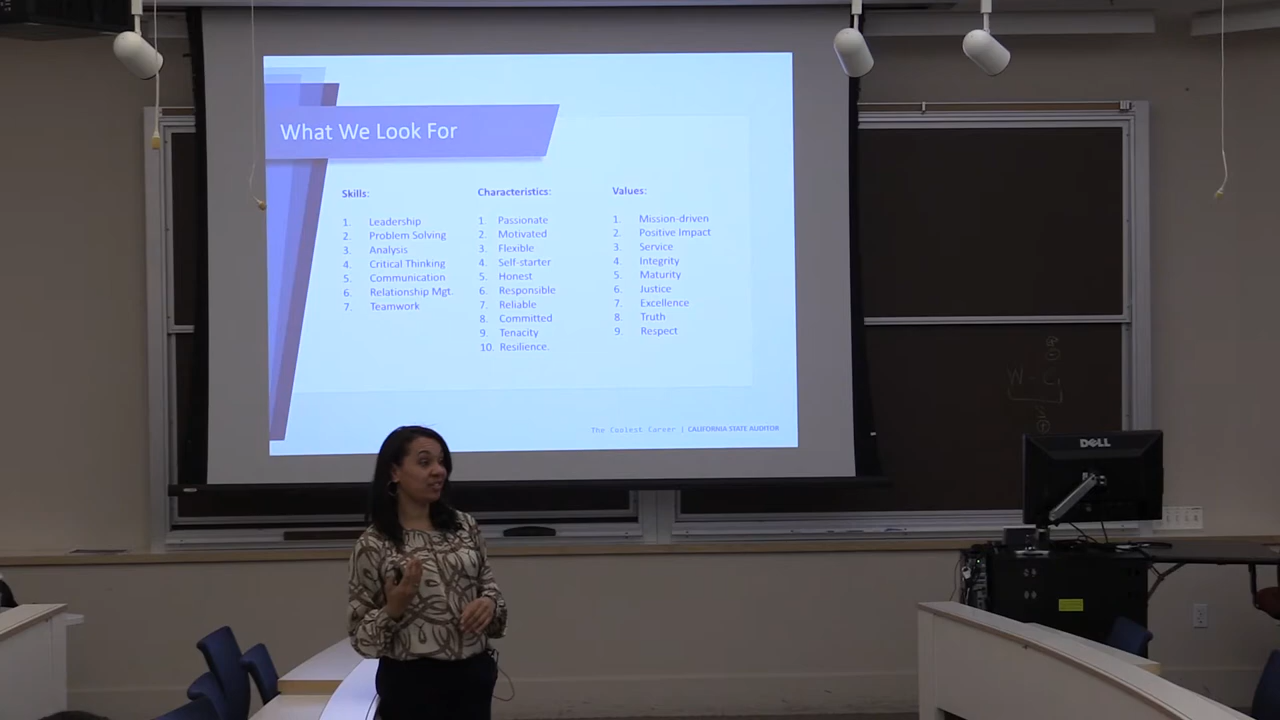 What We Look For
Skills:
1. Leadership
2. Problem Solving
3. Analysis
4. Critical Thinking
5. Communication
6. Relationship Mgt.
7. Teamwork
Characteristics:
1. Passionate
2. Motivated
3. Flexible
4. Self-starter
5. Honest
6. Responsible
7. Reliable
8. Committed
9. Tenacity
10. Resilience.
Values:
1. Mission-driven
2. Positive Impact
3. Service
4. Integrity
5. Maturity
6. Justice
7. Excellence
8. Truth
9. Respect
The Coolest Career | CALIFORNIA STATE AUDITOR
W - C
DELL